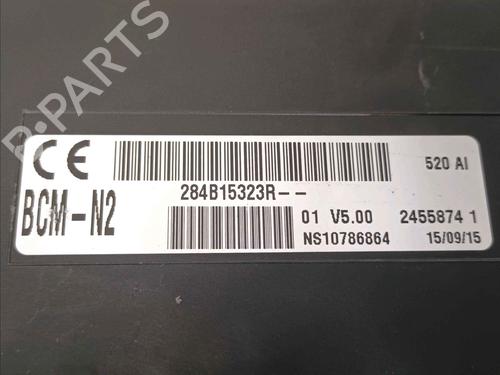 B-PARTS
CE
520 AI
284B15323R--
BCM-N2
01 V5.00 2455874 1
NS10786864 15/09/15